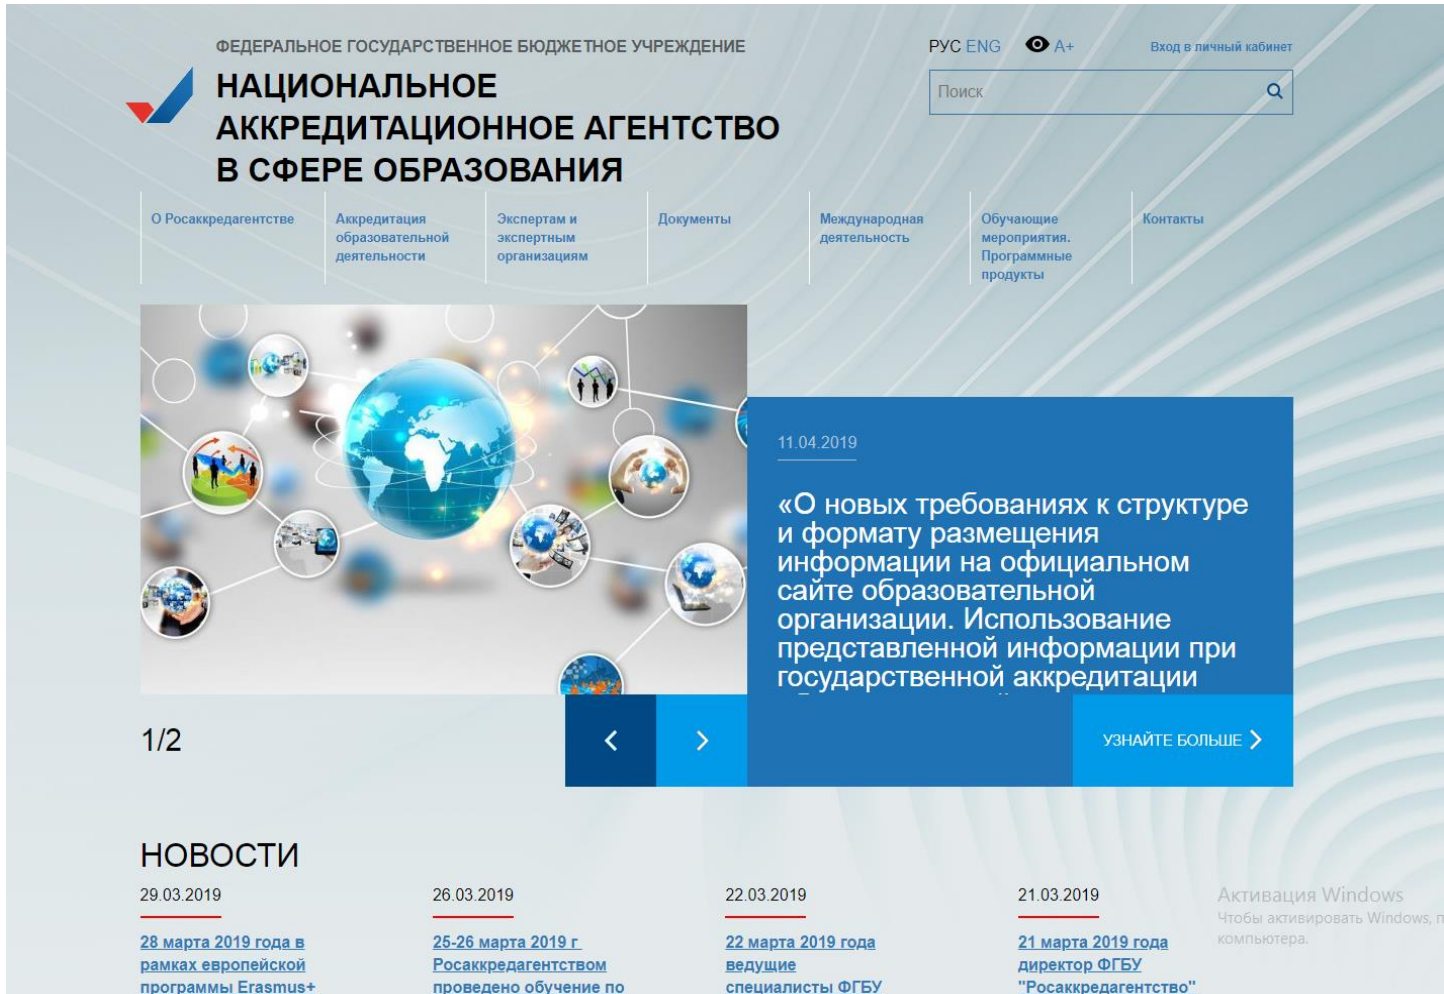 ФЕДЕРАЛЬНОЕ ГОСУДАРСТВЕННОЕ БЮДЖЕТНОЕ УЧРЕЖДЕНИЕ
НАЦИОНАЛЬНОЕ
АККРЕДИТАЦИОННОЕ АГЕНТСТВО
В СФЕРЕ ОБРАЗОВАНИЯ
РУС ENG A+ Вход в личный кабинет
Поиск
О Росаккредагентстве
Аккредитация
образовательной
деятельности
Экспертам и
экспертным
организациям
Документы
Международная
деятельность
Обучающие
мероприятия.
Программные
продукты
Контакты
11.04.2019
«О новых требованиях к структуре
и формату размещения
информации на официальном
сайте образовательной
организации. Использование
представленной информации при
государственной аккредитации
1/2
УЗНАЙТЕ БОЛЬШЕ
НОВОСТИ
29.03.2019
28 марта 2019 года в
рамках европейской
программы Erasmus+
26.03.2019
25-26 марта 2019 г
Росаккредагентством
проведено обучение по
22.03.2019
22 марта 2019 года
ведущие
специалисты ФГБУ
21.03.2019
21 марта 2019 года
директор ФГБУ
"Росаккредагентство"
Активация Windows
Чтобы активировать Windows, п
компьютера.